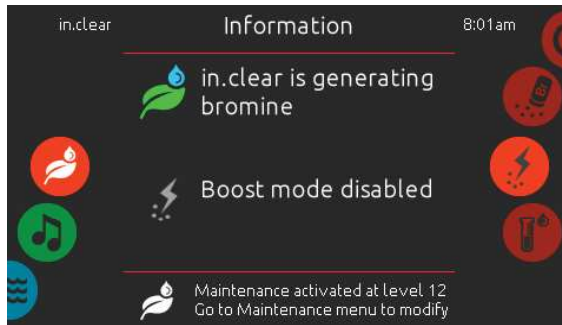 in.clear
Information
8:01am
in.clear is generating
bromine
Br
Boost mode disabled
Maintenance activated at level 12
Go to Maintenance menu to modify